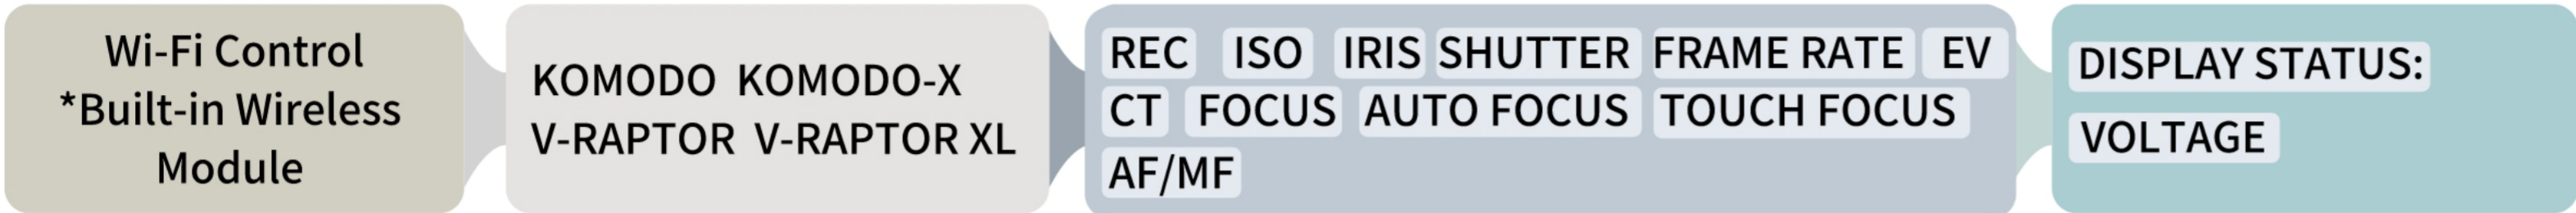 Wi-Fi Control
*Built-in Wireless
Module
KOMODO KOMODO-X
V-RAPTOR V-RAPTOR XL
REC ISO IRIS SHUTTER FRAME RATE EV
CT FOCUS AUTO FOCUS TOUCH FOCUS
AF/MF
DISPLAY STATUS:
VOLTAGE